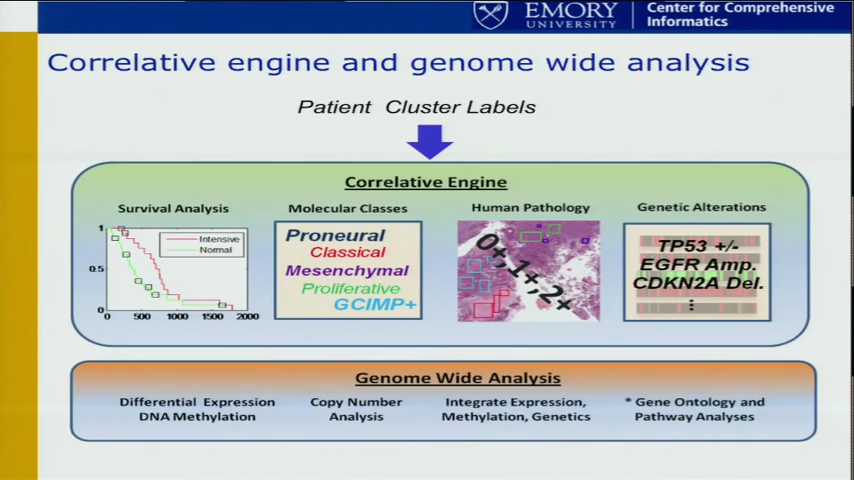 EMORY
UNIVERSITY
Center for Comprehensive
Informatics
Correlative engine and genome wide analysis
Patient Cluster Labels
Correlative Engine
Survival Analysis
Molecular Classes
Human Pathology
Genetic Alterations
1
0.5
0
0
500
1000
1500
2000
Intensive
Normal
Proneural
Classical
Mesenchymal
Proliferative
GCIMP+
0+,1+,2+
TP53 +/-
EGFR Amp.
CDKN2A Del.
⋮
Genome Wide Analysis
Differential Expression
DNA Methylation
Copy Number
Analysis
Integrate Expression,
Methylation, Genetics
* Gene Ontology and
Pathway Analyses